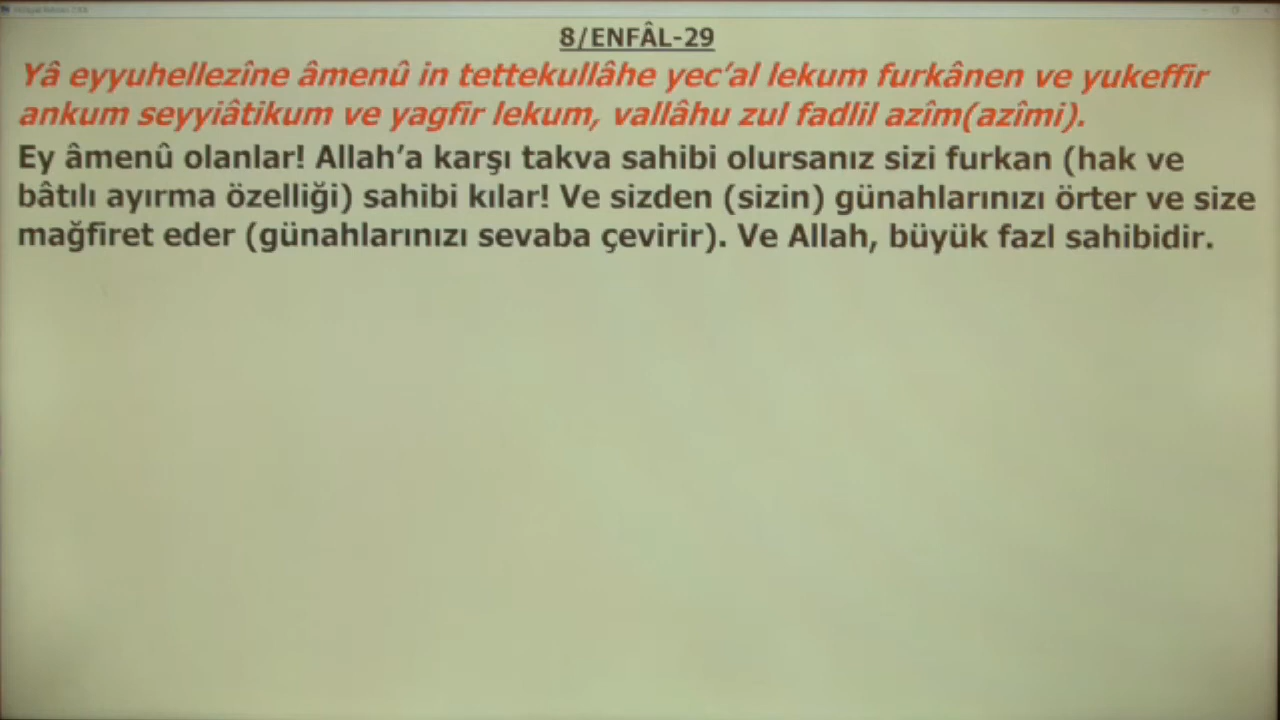 8/ENFÂL-29
Yâ eyyuhellezîne âmenû in tettekullâhe yec’al lekum furkânen ve yukeffir
ankum seyyiâtikum ve yagfir lekum, vallâhu zul fadlil azîm(azîmi).
Ey âmenû olanlar! Allah’a karşı takva sahibi olursanız sizi furkan (hak ve
bâtılı ayırma özelliği) sahibi kılar! Ve sizden (sizin) günahlarınızı örter ve size
mağfiret eder (günahlarınızı sevaba çevirir). Ve Allah, büyük fazl sahibidir.